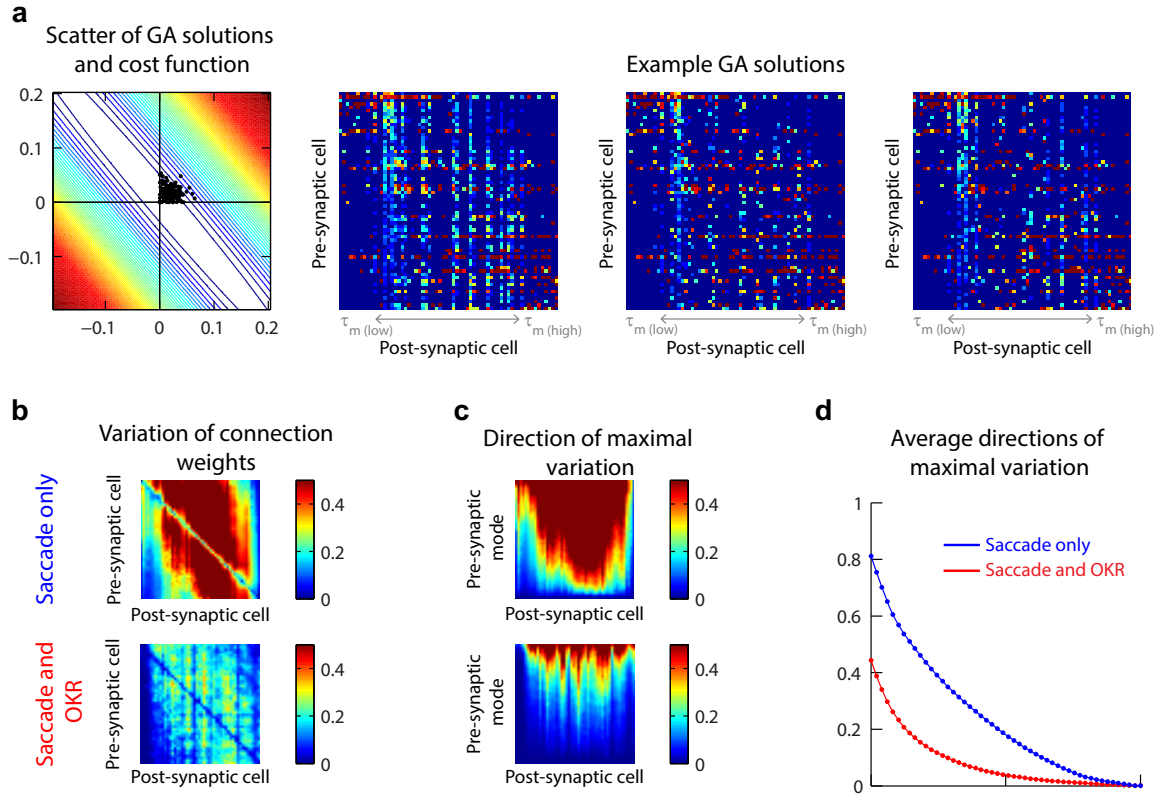 a
Scatter of GA solutions
and cost function
0.2
0.1
0
−0.1
−0.1
0
0.1
0.2
Example GA solutions
Pre-synaptic cell
τm (low)
τm (high)
Post-synaptic cell
Pre-synaptic cell
τm (low)
τm (high)
Post-synaptic cell
Pre-synaptic cell
τm (low)
τm (high)
Post-synaptic cell
b
Variation of connection
weights
Saccade only
Pre-synaptic cell
Post-synaptic cell
0.4
0.2
0
Saccade and
OKR
Pre-synaptic cell
Post-synaptic cell
0.4
0.2
0
c
Direction of maximal
variation
Pre-synaptic
mode
Post-synaptic cell
0.4
0.2
0
Pre-synaptic
mode
Post-synaptic cell
0.4
0.2
0
d
Average directions of
maximal variation
1
0.8
0.6
0.4
0.2
0
Saccade only
Saccade and OKR